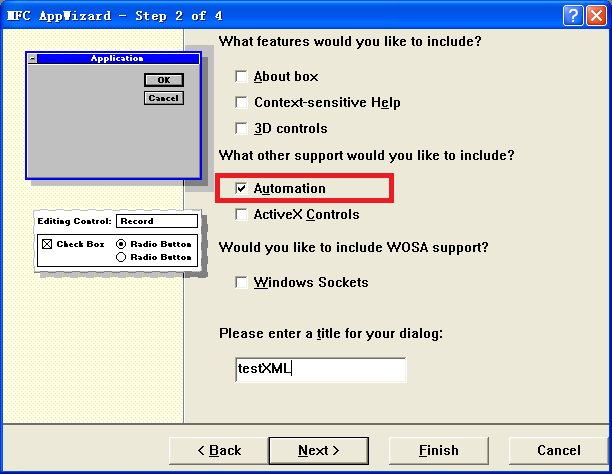 MFC AppWizard - Step 2 of 4
What features would you like to include?
Application
OK
Cancel
About box
Context-sensitive Help
3D controls
What other support would you like to include?
Automation
ActiveX Controls
Editing Control: Record
Check Box
Radio Button
Radio Button
Would you like to include WOSA support?
Windows Sockets
Please enter a title for your dialog:
testXML
< Back
Next >
Finish
Cancel